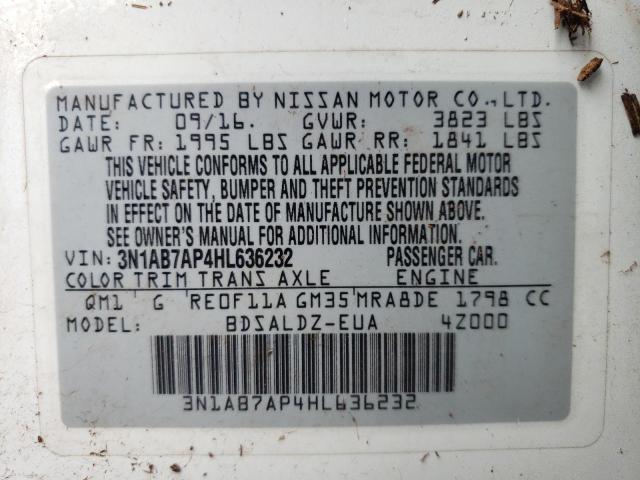 MANUFACTURED BY NISSAN MOTOR CO., LTD.
DATE: 09/16. GVWR: 3823 LBS
GAWR FR: 1995 LBS GAWR RR: 1841 LBS
THIS VEHICLE CONFORMS TO ALL APPLICABLE FEDERAL MOTOR
VEHICLE SAFETY, BUMPER AND THEFT PREVENTION STANDARDS
IN EFFECT ON THE DATE OF MANUFACTURE SHOWN ABOVE.
SEE OWNER'S MANUAL FOR ADDITIONAL INFORMATION.
VIN: 3N1AB7AP4HL636232 PASSENGER CAR.
COLOR TRIM TRANS AXLE ENGINE
QM1 G RE0F11A GM35 MRA8DE 1798 CC
MODEL: BDSALDZ-EUA 4Z000
3N1AB7AP4HL636232